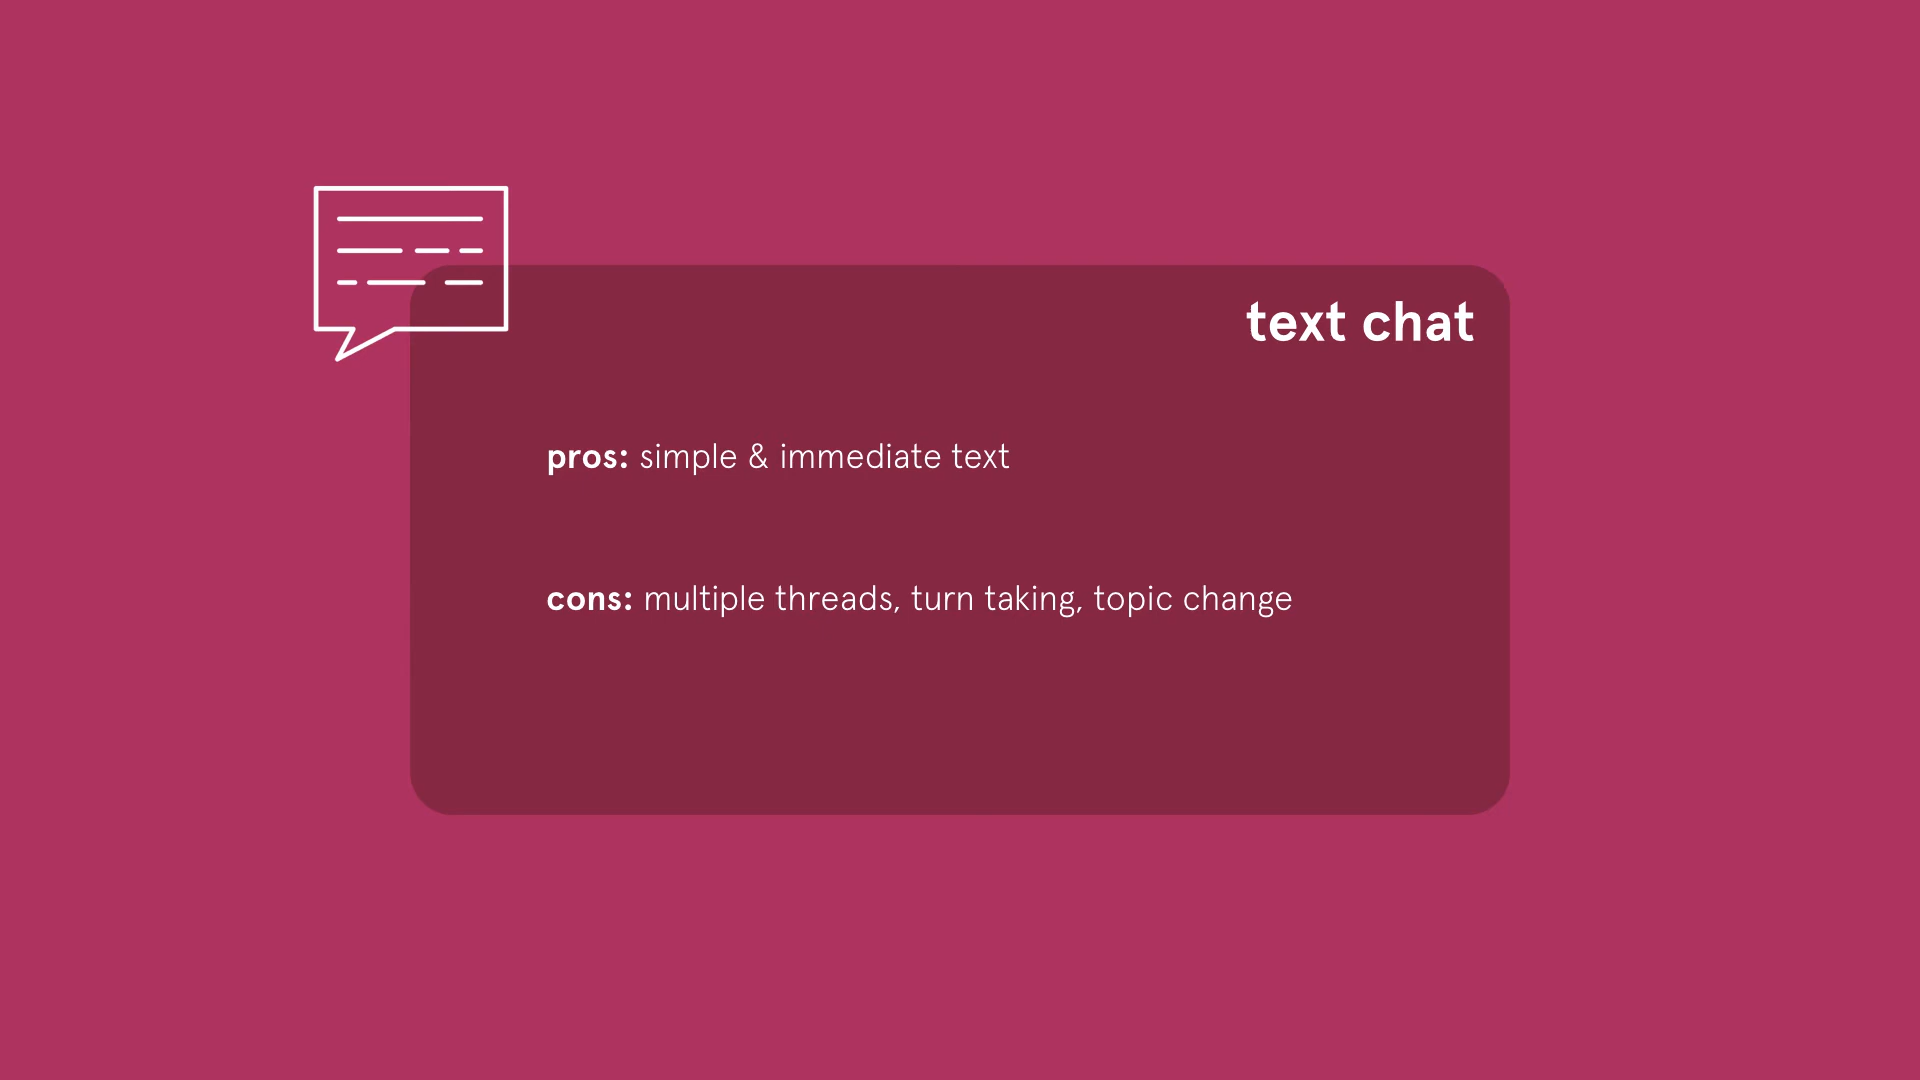 text chat
pros: simple & immediate text
cons: multiple threads, turn taking, topic change